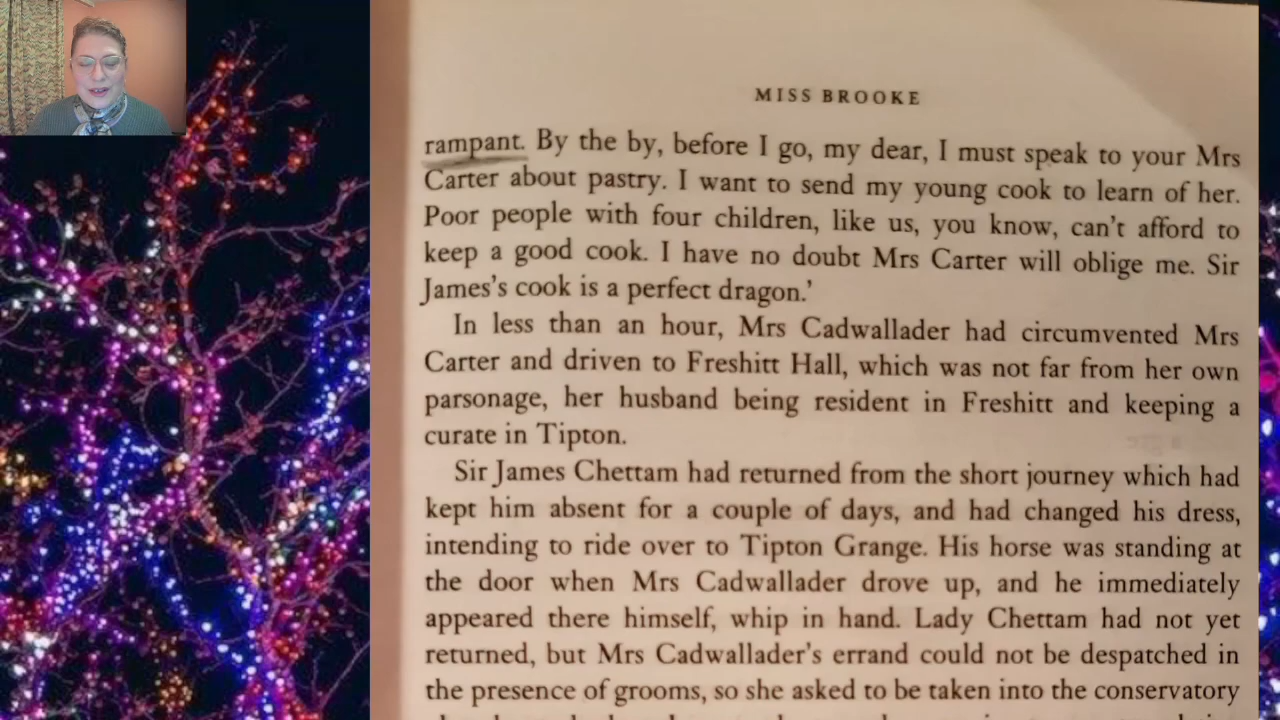 MISS BROOKE
rampant. By the by, before I go, my dear, I must speak to your Mrs
Carter about pastry. I want to send my young cook to learn of her.
Poor people with four children, like us, you know, can't afford to
keep a good cook. I have no doubt Mrs Carter will oblige me. Sir
James's cook is a perfect dragon.'
In less than an hour, Mrs Cadwallader had circumvented Mrs
Carter and driven to Freshitt Hall, which was not far from her own
parsonage, her husband being resident in Freshitt and keeping a
curate in Tipton.
Sir James Chettam had returned from the short journey which had
kept him absent for a couple of days, and had changed his dress,
intending to ride over to Tipton Grange. His horse was standing at
the door when Mrs Cadwallader drove up, and he immediately
appeared there himself, whip in hand. Lady Chettam had not yet
returned, but Mrs Cadwallader's errand could not be despatched in
the presence of grooms, so she asked to be taken into the conservatory